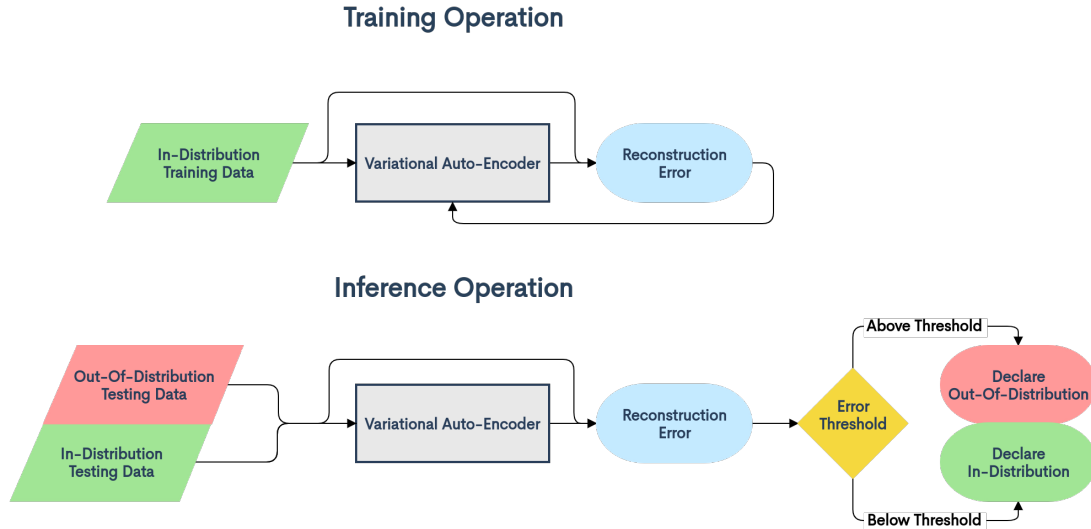 Training Operation
In-Distribution
Training Data
Variational Auto-Encoder
Reconstruction
Error
Inference Operation
Out-Of-Distribution
Testing Data
In-Distribution
Testing Data
Variational Auto-Encoder
Reconstruction
Error
Error
Threshold
Above Threshold
Declare
Out-Of-Distribution
Declare
In-Distribution
Below Threshold